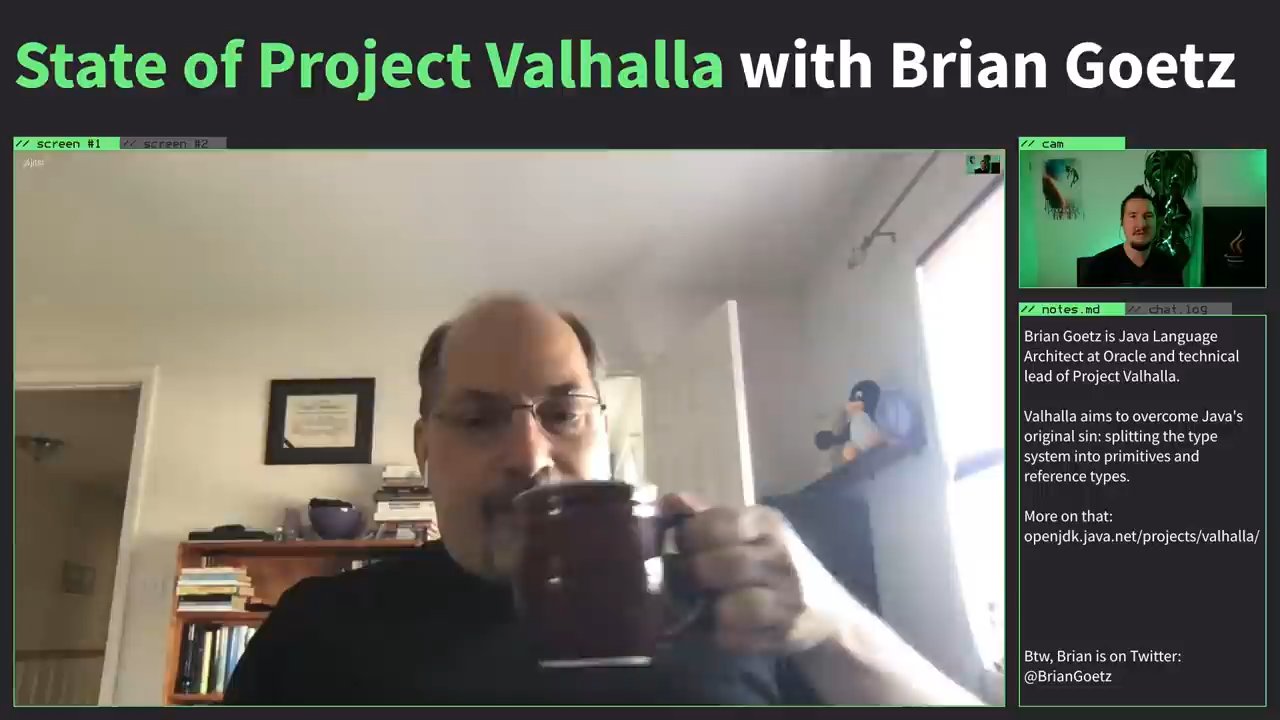 State of Project Valhalla with Brian Goetz
// screen #1 // screen #2
// cam
// notes.md // chat.log
Brian Goetz is Java Language
Architect at Oracle and technical
lead of Project Valhalla.
Valhalla aims to overcome Java's
original sin: splitting the type
system into primitives and
reference types.
More on that:
openjdk.java.net/projects/valhalla/
Btw, Brian is on Twitter:
@BrianGoetz